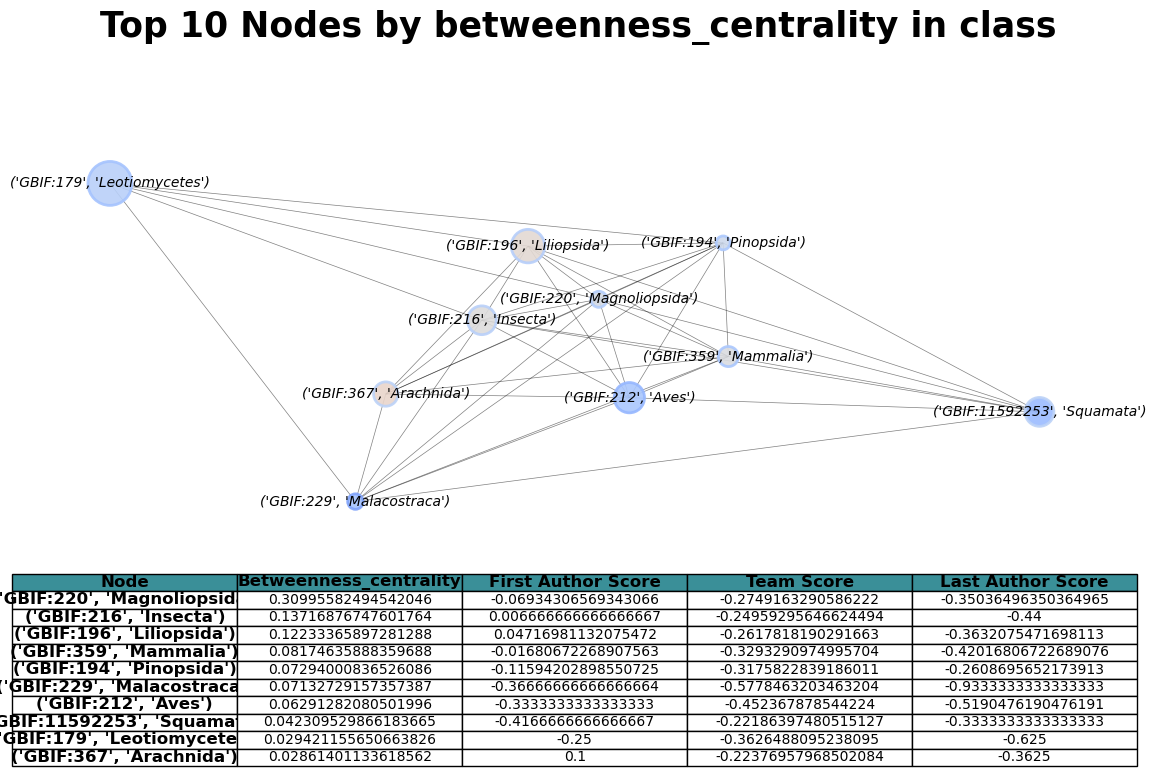 Top 10 Nodes by betweenness_centrality in class
('GBIF:179', 'Leotiomycetes')
('GBIF:196', 'Liliopsida')
('GBIF:194', 'Pinopsida')
('GBIF:220', 'Magnoliopsida')
('GBIF:216', 'Insecta')
('GBIF:359', 'Mammalia')
('GBIF:367', 'Arachnida')
('GBIF:212', 'Aves')
('GBIF:11592253', 'Squamata')
('GBIF:229', 'Malacostraca')
Node Betweenness_centrality First Author Score Team Score Last Author Score
'GBIF:220', 'Magnoliopsid 0.30995582494542046 -0.06934306569343066 -0.2749163290586222 -0.35036496350364965
('GBIF:216', 'Insecta') 0.13716876747601764 0.006666666666666667 -0.24959295646624494 -0.44
('GBIF:196', 'Liliopsida') 0.12233365897281288 0.04716981132075472 -0.2617818190291663 -0.3632075471698113
('GBIF:359', 'Mammalia') 0.08174635888359688 -0.01680672268907563 -0.3293290974995704 -0.42016806722689076
('GBIF:194', 'Pinopsida') 0.07294000836526086 -0.11594202898550725 -0.3175822839186011 -0.2608695652173913
('GBIF:229', 'Malacostraca 0.07132729157357387 -0.36666666666666664 -0.5778463203463204 -0.9333333333333333
('GBIF:212', 'Aves') 0.06291282080501996 -0.3333333333333333 -0.452367878544224 -0.5190476190476191
GBIF:11592253', 'Squamat 0.042309529866183665 -0.4166666666666667 -0.22186397480515127 -0.3333333333333333
'GBIF:179', 'Leotiomycete 0.029421155650663826 -0.25 -0.3626488095238095 -0.625
('GBIF:367', 'Arachnida') 0.02861401133618562 0.1 -0.22376957968502084 -0.3625